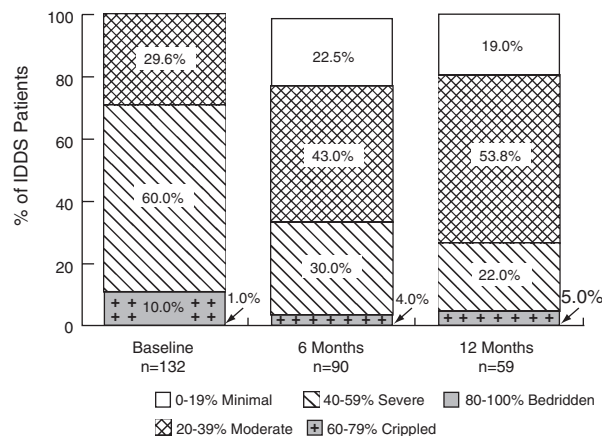 % of IDDS Patients
100
80
60
40
20
0
29.6%
60.0%
10.0%
1.0%
22.5%
43.0%
30.0%
4.0%
19.0%
53.8%
22.0%
5.0%
Baseline
n=132
6 Months
n=90
12 Months
n=59
0-19% Minimal
40-59% Severe
80-100% Bedridden
20-39% Moderate
60-79% Crippled